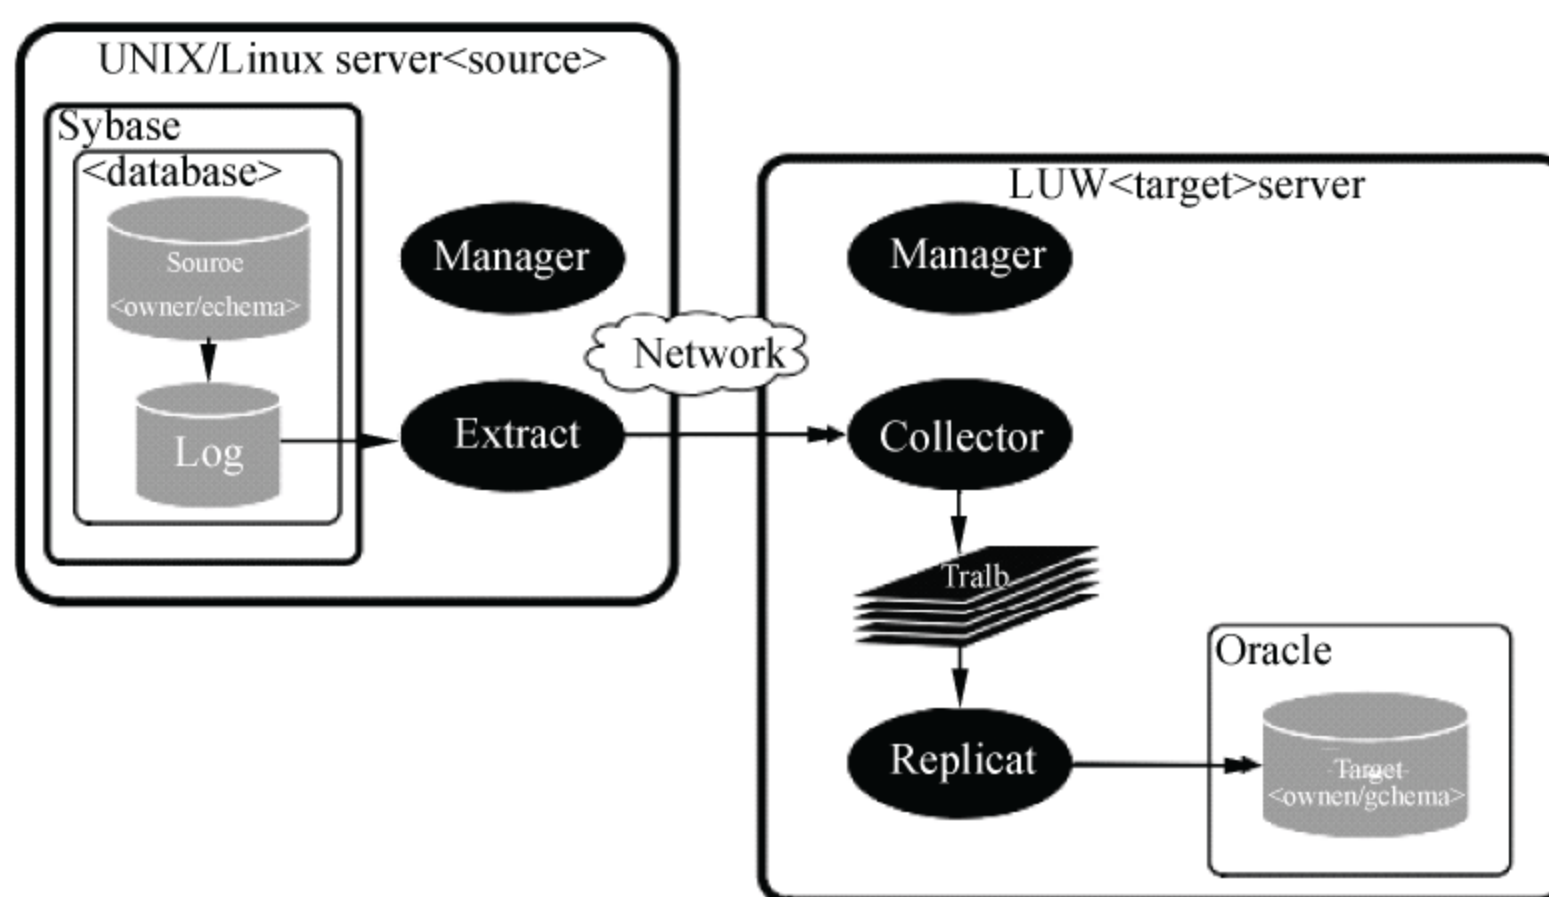 UNIX/Linux server<source>
Sybase
<database>
Souroe
<owner/echema>
Log
Manager
Extract
Network
LUW<target>server
Manager
Collector
Tralb
Replicat
Oracle
Target
<ownen/gchema>